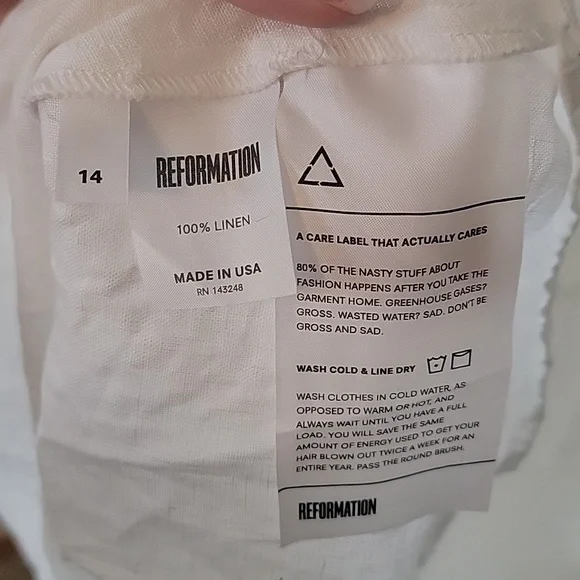 14
REFORMATION
100% LINEN
MADE IN USA
RN 143248
A CARE LABEL THAT ACTUALLY CARES
80% OF THE NASTY STUFF ABOUT
FASHION HAPPENS AFTER YOU TAKE THE
GARMENT HOME. GREENHOUSE GASES?
GROSS. WASTED WATER? SAD. DON'T BE
GROSS AND SAD.
WASH COLD & LINE DRY
WASH CLOTHES IN COLD WATER, AS
OPPOSED TO WARM OR HOT, AND
ALWAYS WAIT UNTIL YOU HAVE A FULL
LOAD. YOU WILL SAVE THE SAME
AMOUNT OF ENERGY USED TO GET YOUR
HAIR BLOWN OUT TWICE A WEEK FOR AN
ENTIRE YEAR. PASS THE ROUND BRUSH.
REFORMATION